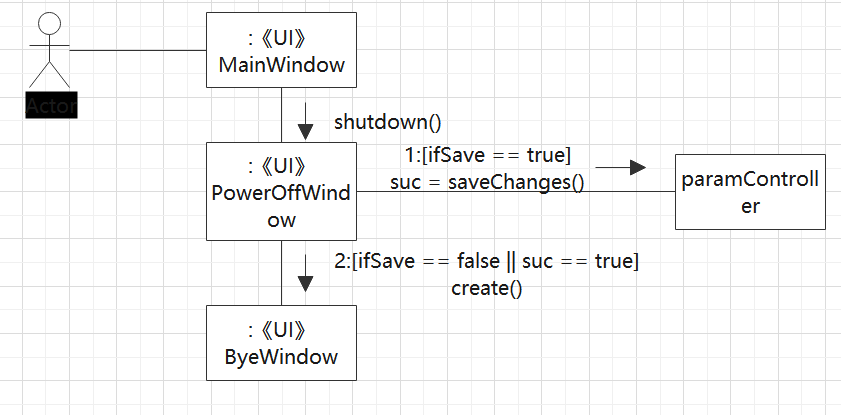 :《UI》
MainWindow
Actor
shutdown()
1:[ifSave == true]
suc = saveChanges()
:《UI》
PowerOffWind
ow
paramControll
er
2:[ifSave == false || suc == true]
create()
:《UI》
ByeWindow